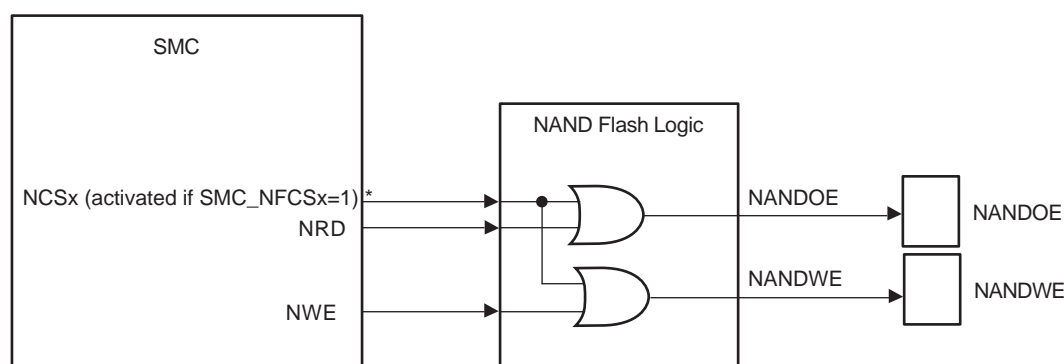 SMC
NAND Flash Logic
NCSx (activated if SMC_NFCSx=1) *
NANDOE
NANDOE
NRD
NANDWE
NANDWE
NWE